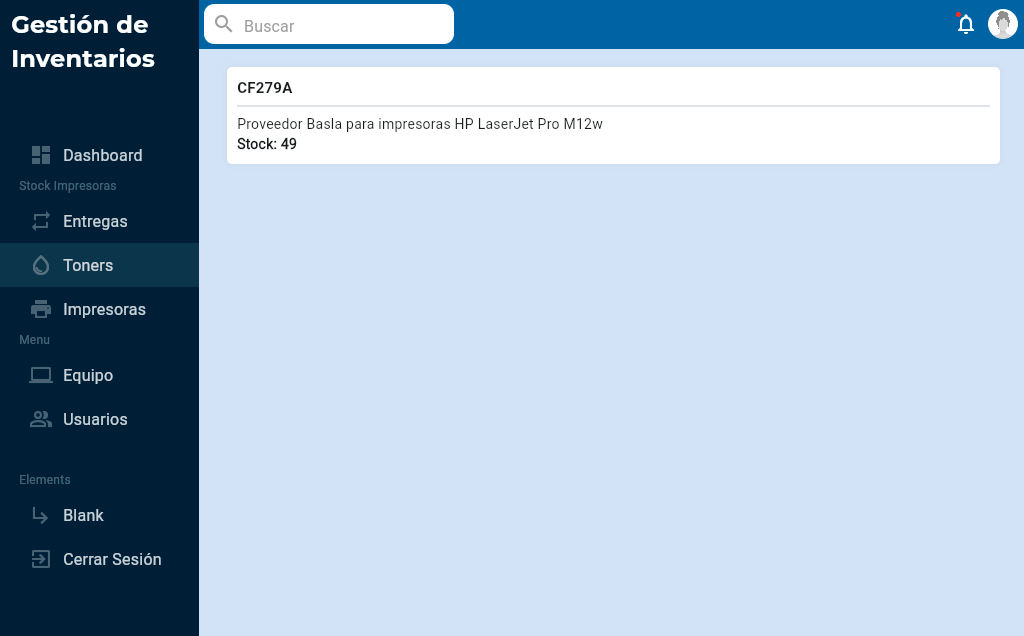 Gestión de
Inventarios
Dashboard
Stock Impresoras
Entregas
Toners
Impresoras
Menu
Equipo
Usuarios
Elements
Blank
Cerrar Sesión
Buscar
CF279A
Proveedor Basla para impresoras HP LaserJet Pro M12w
Stock: 49